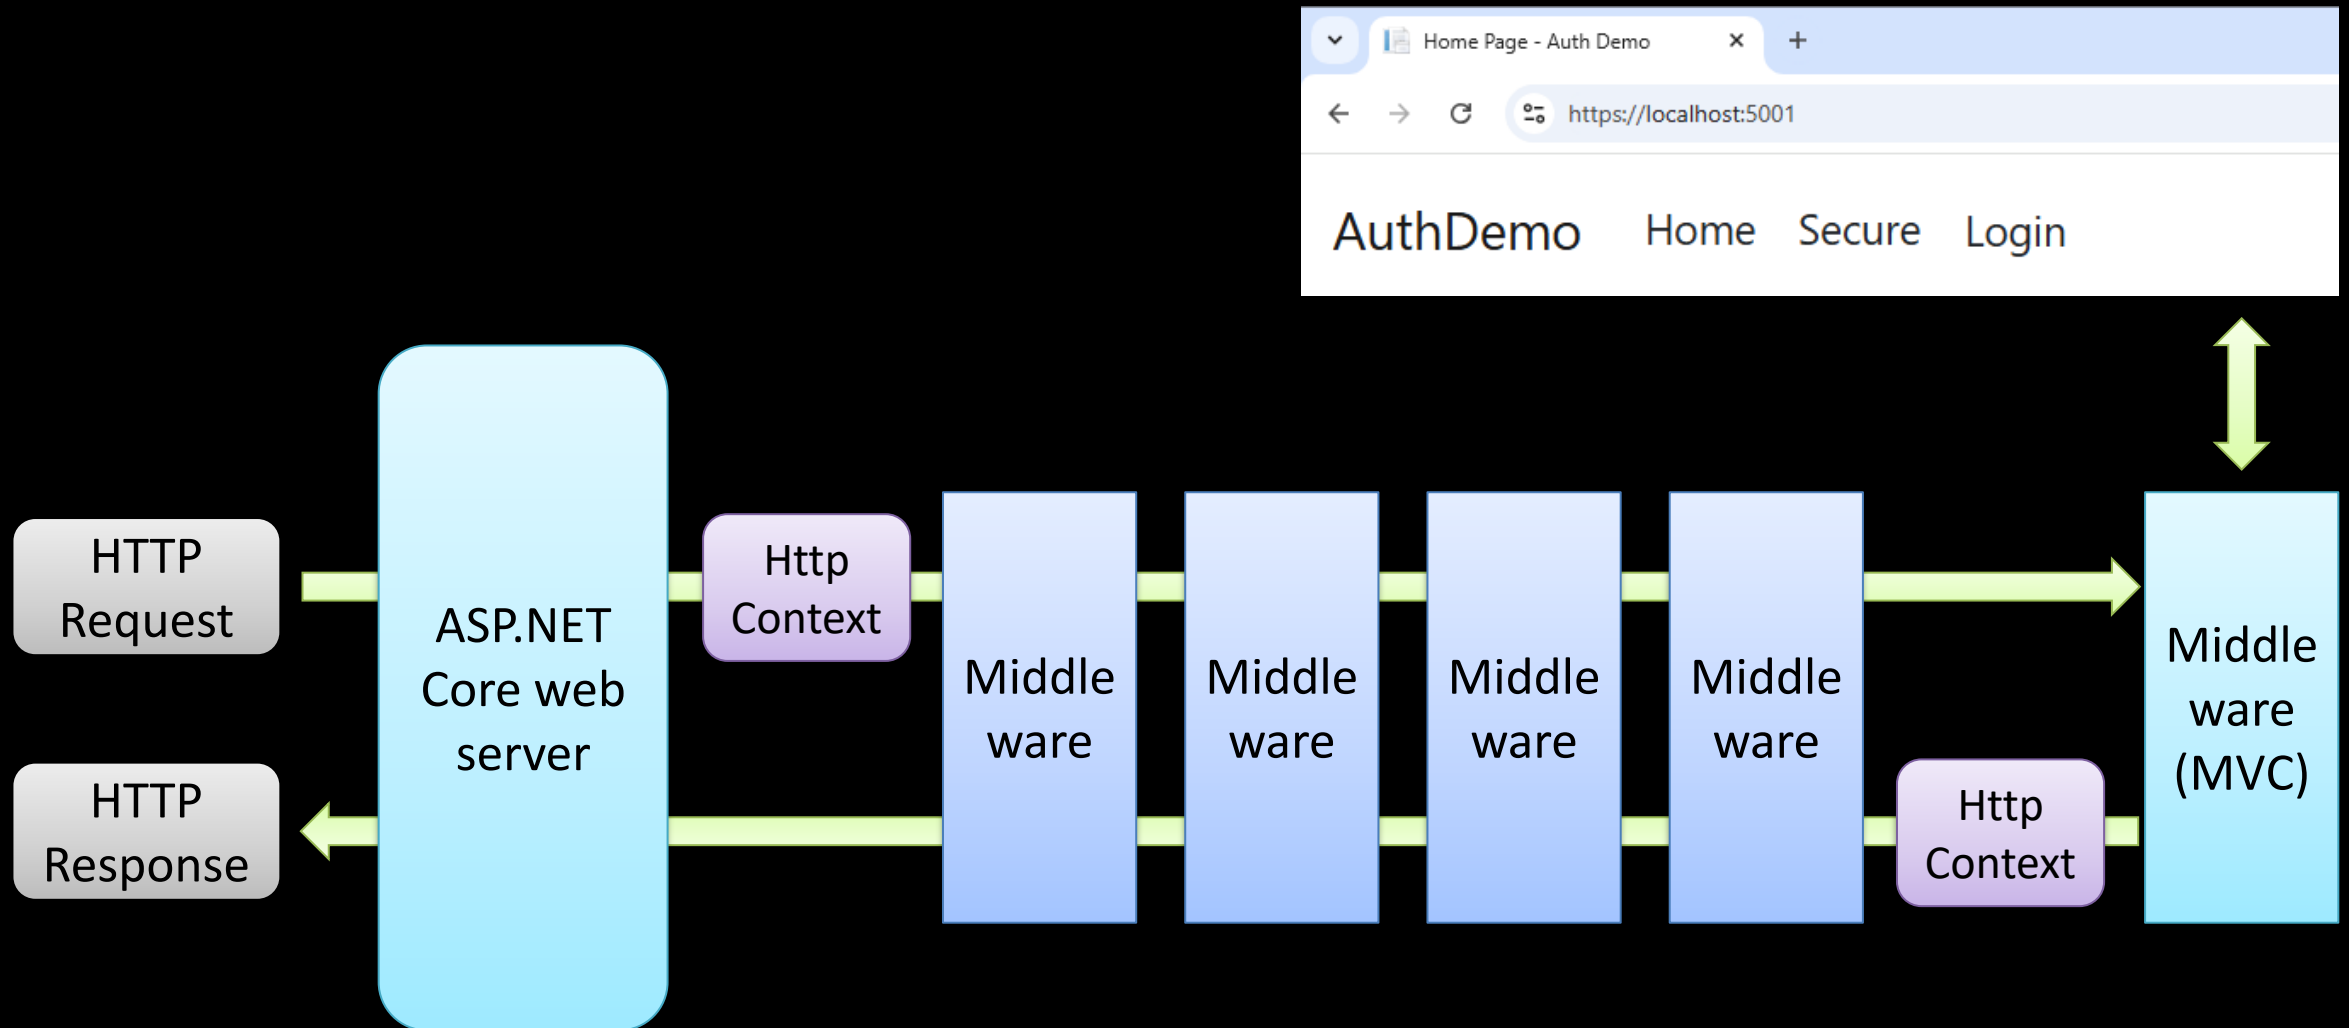 Home Page - Auth Demo
https://localhost:5001
AuthDemo Home Secure Login
HTTP
Request
HTTP
Response
ASP.NET
Core web
server
Http
Context
Middle
ware
Middle
ware
Middle
ware
Middle
ware
Http
Context
Middle
ware
(MVC)